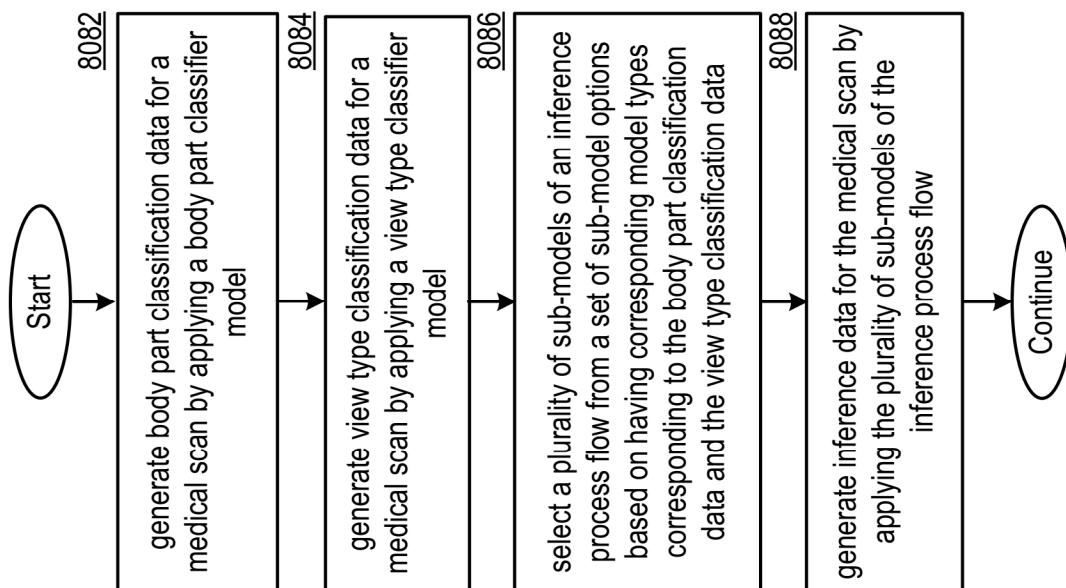 Start
8082
generate body part classification data for a
medical scan by applying a body part classifier
model
8084
generate view type classification data for a
medical scan by applying a view type classifier
model
8086
select a plurality of sub-models of an inference
process flow from a set of sub-model options
based on having corresponding model types
corresponding to the body part classification
data and the view type classification data
8088
generate inference data for the medical scan by
applying the plurality of sub-models of the
inference process flow
Continue